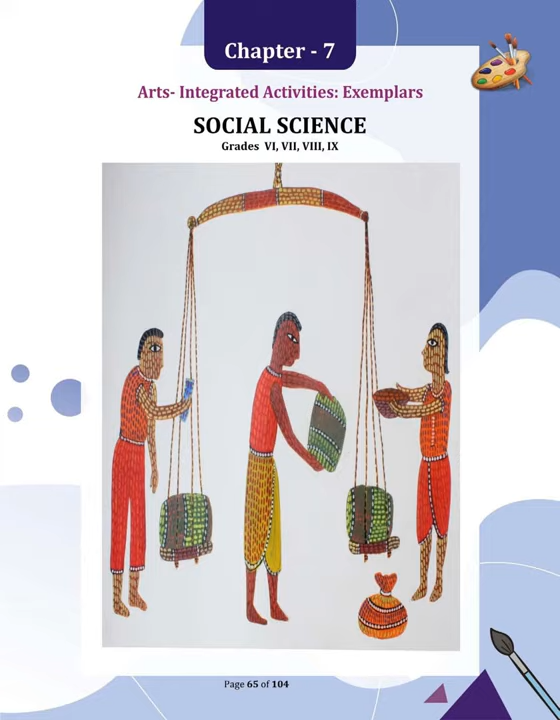 Chapter - 7
Arts- Integrated Activities: Exemplars
SOCIAL SCIENCE
Grades VI, VII, VIII, IX
Page 65 of 104